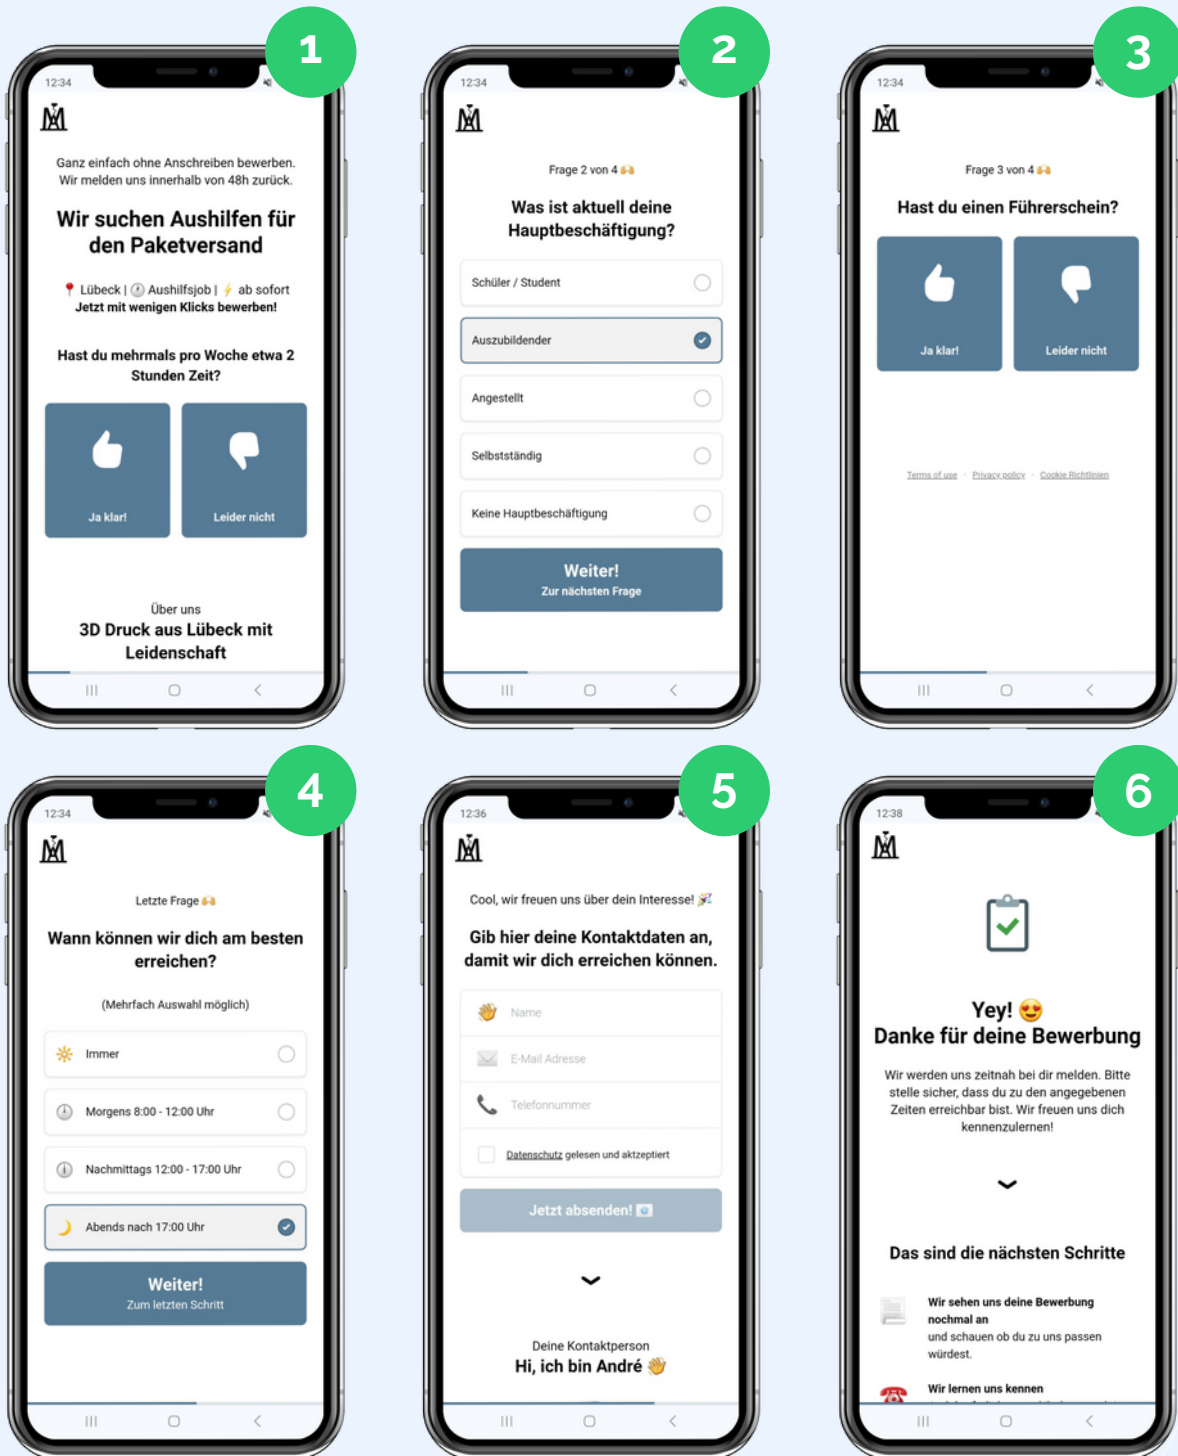 1
12:34
Ganz einfach ohne Anschreiben bewerben.
Wir melden uns innerhalb von 48h zurück.
Wir suchen Aushilfen für
den Paketversand
📍 Lübeck | 🕐 Aushilfsjob | ⚡ ab sofort
Jetzt mit wenigen Klicks bewerben!
Hast du mehrmals pro Woche etwa 2
Stunden Zeit?
Ja klar!
Leider nicht
Über uns
3D Druck aus Lübeck mit
Leidenschaft
2
12:34
Frage 2 von 4 🙌
Was ist aktuell deine
Hauptbeschäftigung?
Schüler / Student
Auszubildender
Angestellt
Selbstständig
Keine Hauptbeschäftigung
Weiter!
Zur nächsten Frage
3
12:34
Frage 3 von 4 🙌
Hast du einen Führerschein?
Ja klar!
Leider nicht
Terms of use · Privacy policy · Cookie Richtlinien
4
12:34
Letzte Frage 🙌
Wann können wir dich am besten
erreichen?
(Mehrfach Auswahl möglich)
Immer
Morgens 8:00 - 12:00 Uhr
Nachmittags 12:00 - 17:00 Uhr
Abends nach 17:00 Uhr
Weiter!
Zum letzten Schritt
5
12:36
Cool, wir freuen uns über dein Interesse! 🎉
Gib hier deine Kontaktdaten an,
damit wir dich erreichen können.
Name
E-Mail Adresse
Telefonnummer
Datenschutz gelesen und aktzeptiert
Jetzt absenden! 📧
Deine Kontaktperson
Hi, ich bin André 👋
6
12:38
Yey! 😍
Danke für deine Bewerbung
Wir werden uns zeitnah bei dir melden. Bitte
stelle sicher, dass du zu den angegebenen
Zeiten erreichbar bist. Wir freuen uns dich
kennenzulernen!
Das sind die nächsten Schritte
Wir sehen uns deine Bewerbung
nochmal an
und schauen ob du zu uns passen
würdest.
Wir lernen uns kennen